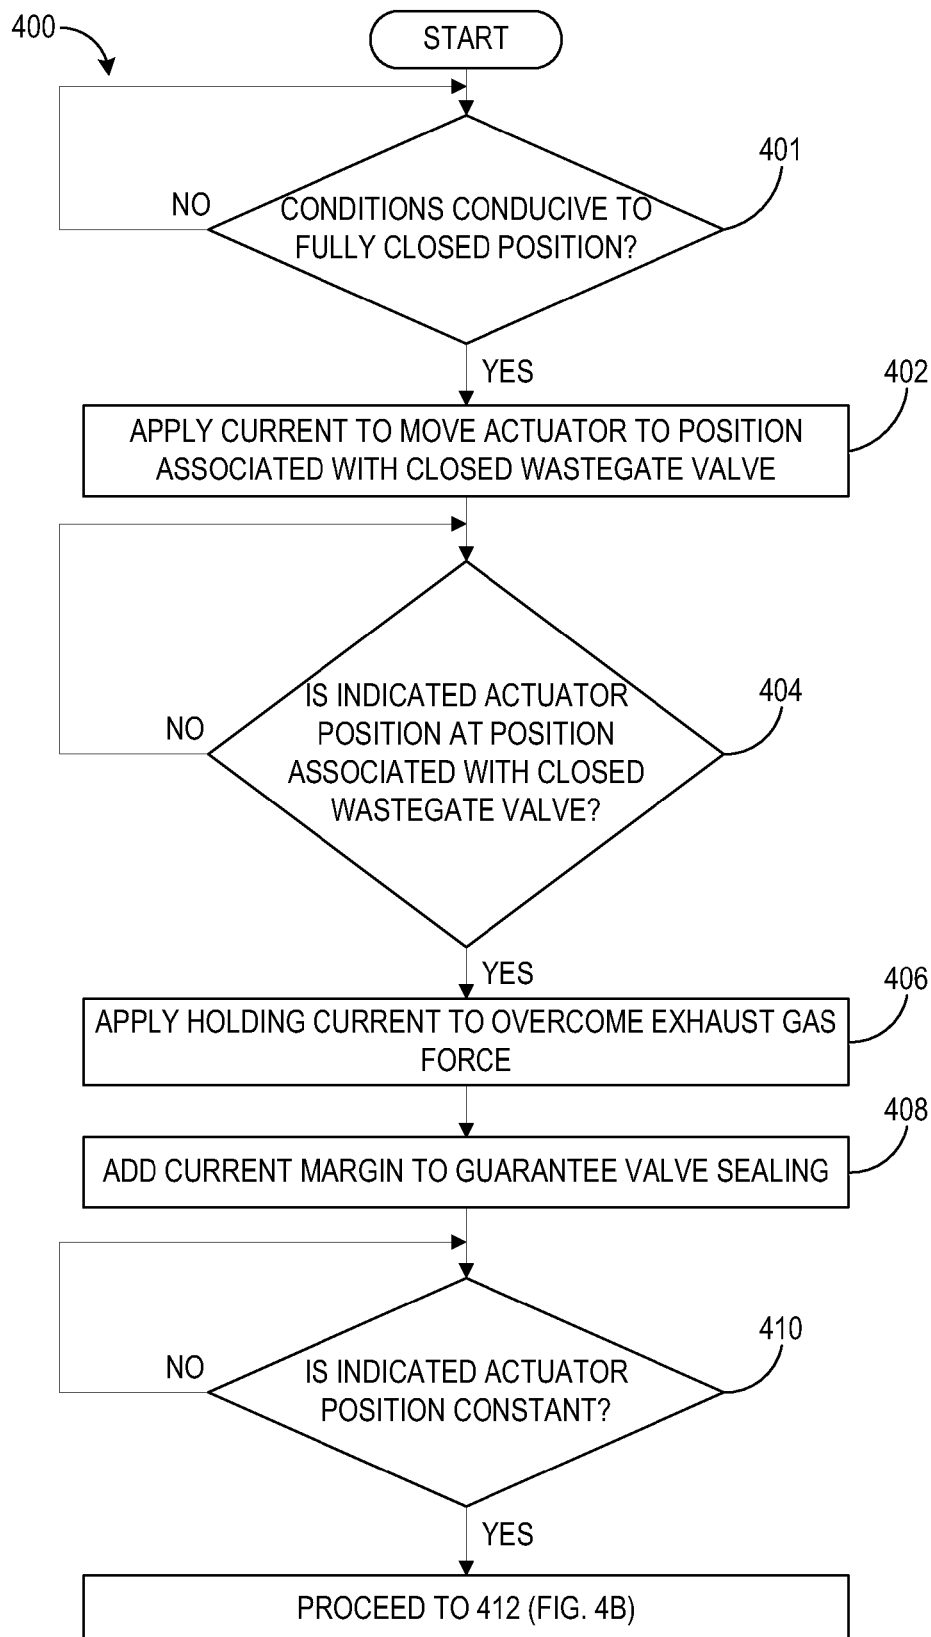 400
START
401
NO
CONDITIONS CONDUCIVE TO
FULLY CLOSED POSITION?
YES
402
APPLY CURRENT TO MOVE ACTUATOR TO POSITION
ASSOCIATED WITH CLOSED WASTEGATE VALVE
404
NO
IS INDICATED ACTUATOR
POSITION AT POSITION
ASSOCIATED WITH CLOSED
WASTEGATE VALVE?
YES
406
APPLY HOLDING CURRENT TO OVERCOME EXHAUST GAS
FORCE
408
ADD CURRENT MARGIN TO GUARANTEE VALVE SEALING
410
NO
IS INDICATED ACTUATOR
POSITION CONSTANT?
YES
PROCEED TO 412 (FIG. 4B)